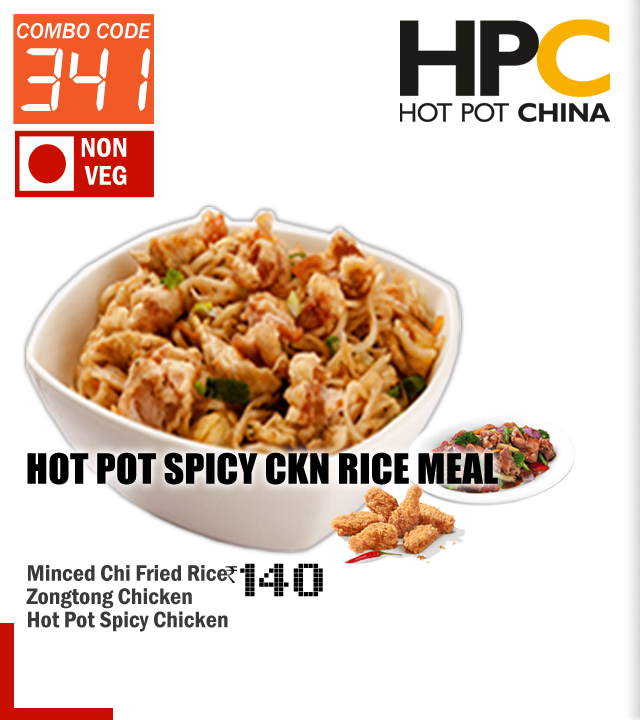 COMBO CODE
341
NON
VEG
HPC
HOT POT CHINA
HOT POT SPICY CKN RICE MEAL
Minced Chi Fried Rice ₹140
Zongtong Chicken
Hot Pot Spicy Chicken